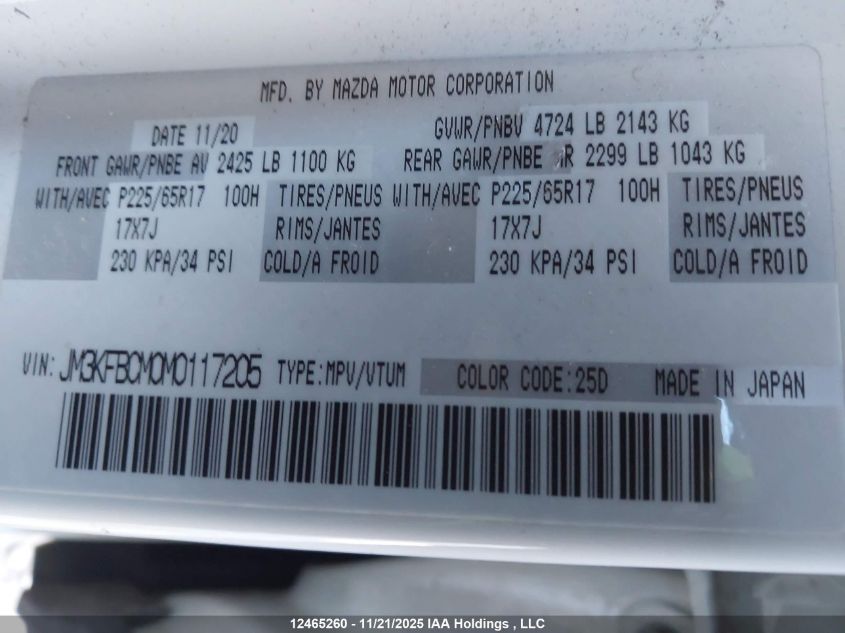 MFD. BY MAZDA MOTOR CORPORATION
DATE 11/20 GVWR/PNBV 4724 LB 2143 KG
FRONT GAWR/PNBE AV 2425 LB 1100 KG REAR GAWR/PNBE AR 2299 LB 1043 KG
WITH/AVEC P225/65R17 100H TIRES/PNEUS WITH/AVEC P225/65R17 100H TIRES/PNEUS
17X7J RIMS/JANTES 17X7J RIMS/JANTES
230 KPA/34 PSI COLD/A FROID 230 KPA/34 PSI COLD/A FROID
VIN: JM3KFBCM0M0117205 TYPE:MPV/VTUM COLOR CODE:25D MADE IN JAPAN
12465260 - 11/21/2025 IAA Holdings , LLC